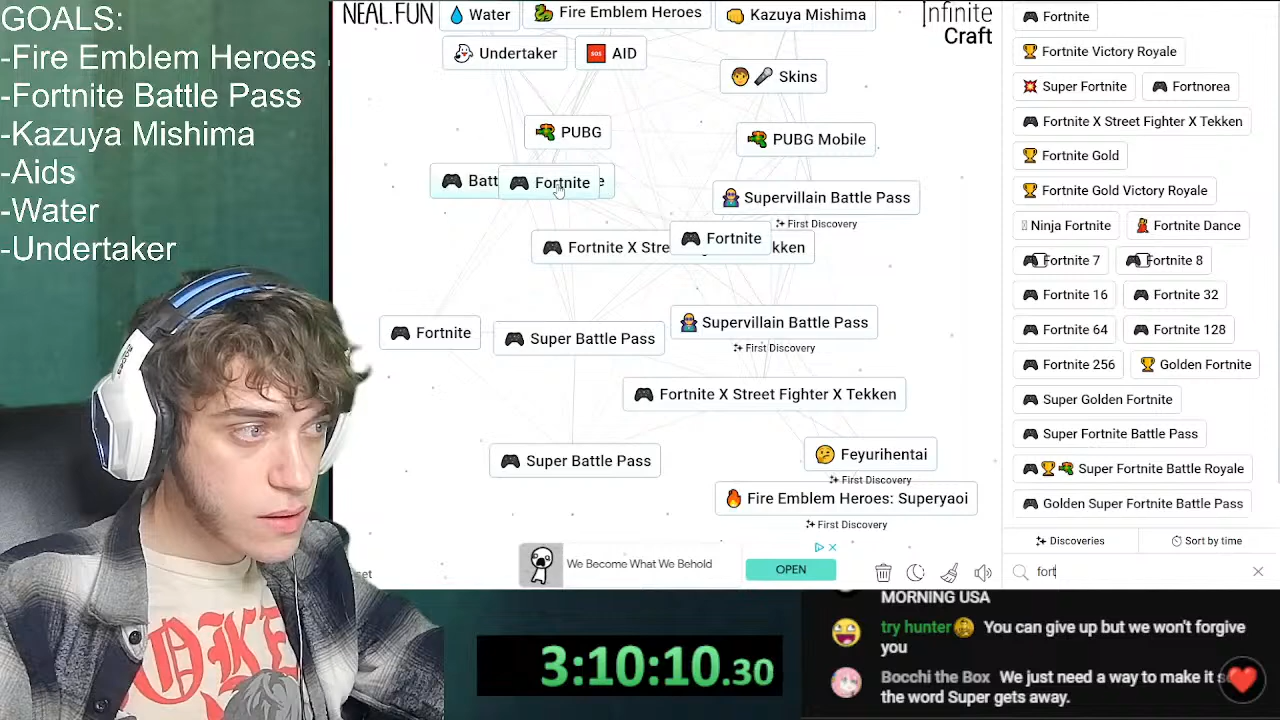 GOALS:
-Fire Emblem Heroes
-Fortnite Battle Pass
-Kazuya Mishima
-Aids
-Water
-Undertaker
NEAL.FUN
Infinite
Craft
Water
Fire Emblem Heroes
Kazuya Mishima
Undertaker
SOS AID
Skins
PUBG
PUBG Mobile
Batt
Fortnite
e
Supervillain Battle Pass
First Discovery
Fortnite
Fortnite X Stre
kken
Fortnite
Super Battle Pass
Supervillain Battle Pass
First Discovery
Fortnite X Street Fighter X Tekken
Super Battle Pass
Feyurihentai
First Discovery
Fire Emblem Heroes: Superyaoi
First Discovery
We Become What We Behold
OPEN
set
Fortnite
Fortnite Victory Royale
Super Fortnite
Fortnorea
Fortnite X Street Fighter X Tekken
Fortnite Gold
Fortnite Gold Victory Royale
Ninja Fortnite
Fortnite Dance
Fortnite 7
Fortnite 8
Fortnite 16
Fortnite 32
Fortnite 64
Fortnite 128
Fortnite 256
Golden Fortnite
Super Golden Fortnite
Super Fortnite Battle Pass
Super Fortnite Battle Royale
Golden Super Fortnite Battle Pass
Discoveries
Sort by time
fort
3:10:10.30
MORNING USA
try hunter You can give up but we won't forgive
you
Bocchi the Box We just need a way to make it s
the word Super gets away.